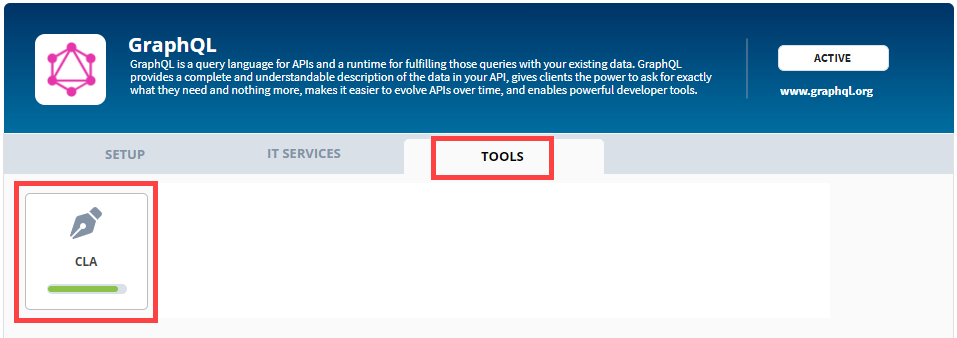 GraphQL
GraphQL is a query language for APIs and a runtime for fulfilling those queries with your existing data. GraphQL
provides a complete and understandable description of the data in your API, gives clients the power to ask for exactly
what they need and nothing more, makes it easier to evolve APIs over time, and enables powerful developer tools.
ACTIVE
www.graphql.org
SETUP
IT SERVICES
TOOLS
CLA